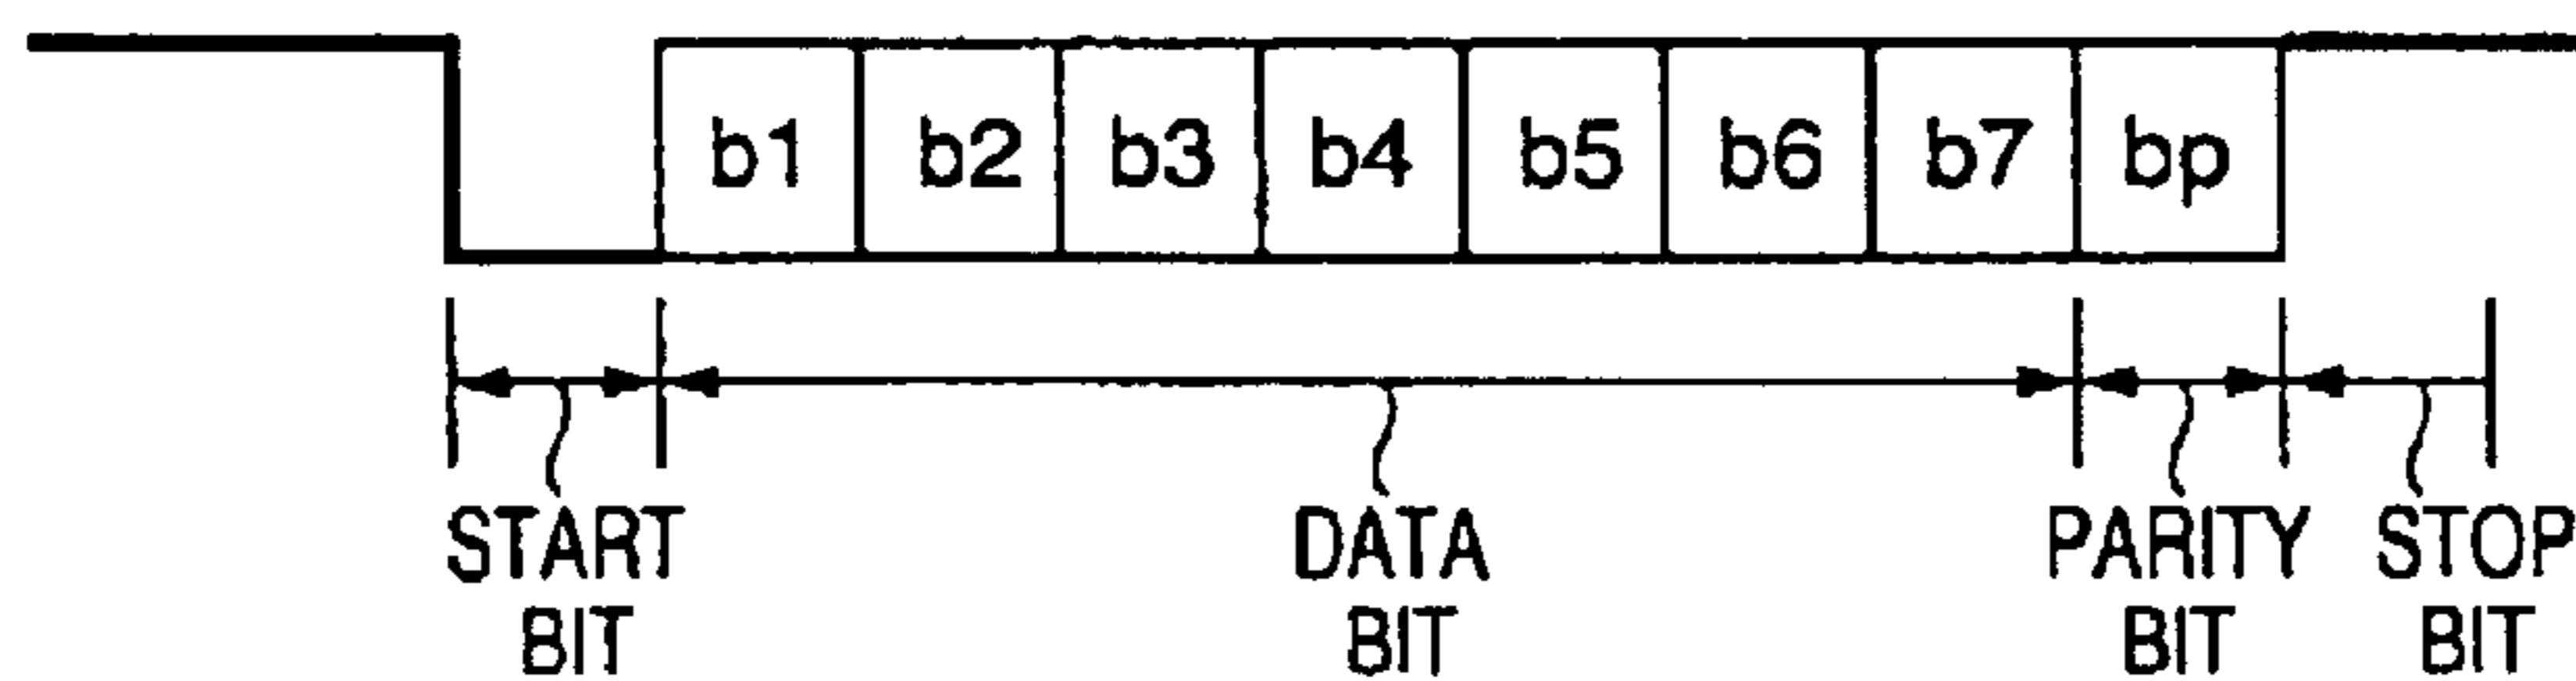 b1 b2 b3 b4 b5 b6 b7 bp
START BIT
DATA BIT
PARITY BIT
STOP BIT